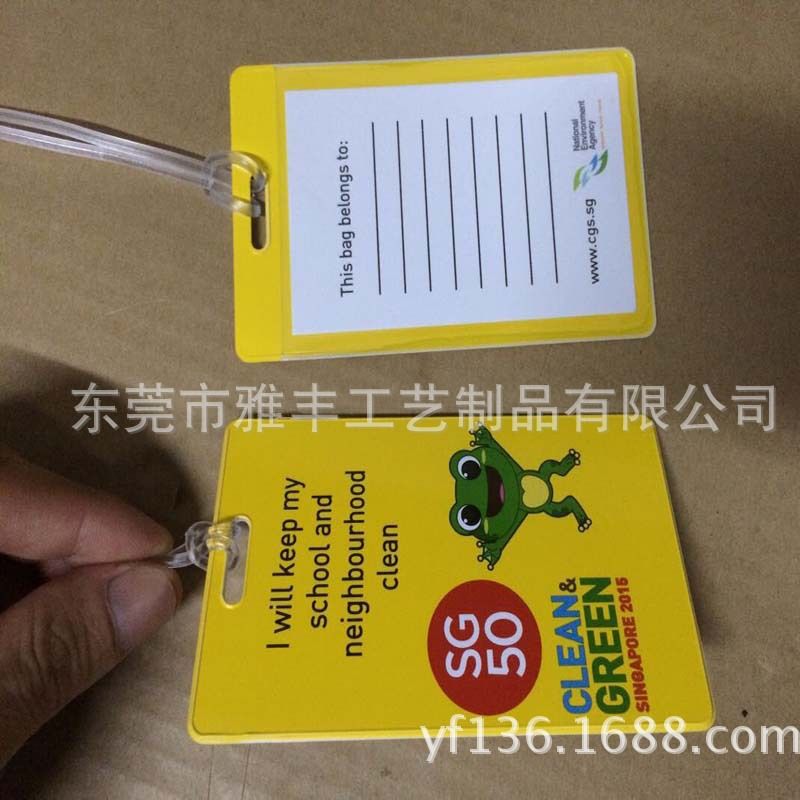 This bag belongs to:
www.cgs.sg
National
Environment
Agency
东莞市雅丰工艺制品有限公司
I will keep my
school and
neighbourhood
clean
SG
50
CLEAN &
GREEN
SINGAPORE 2015
yf136.1688.com